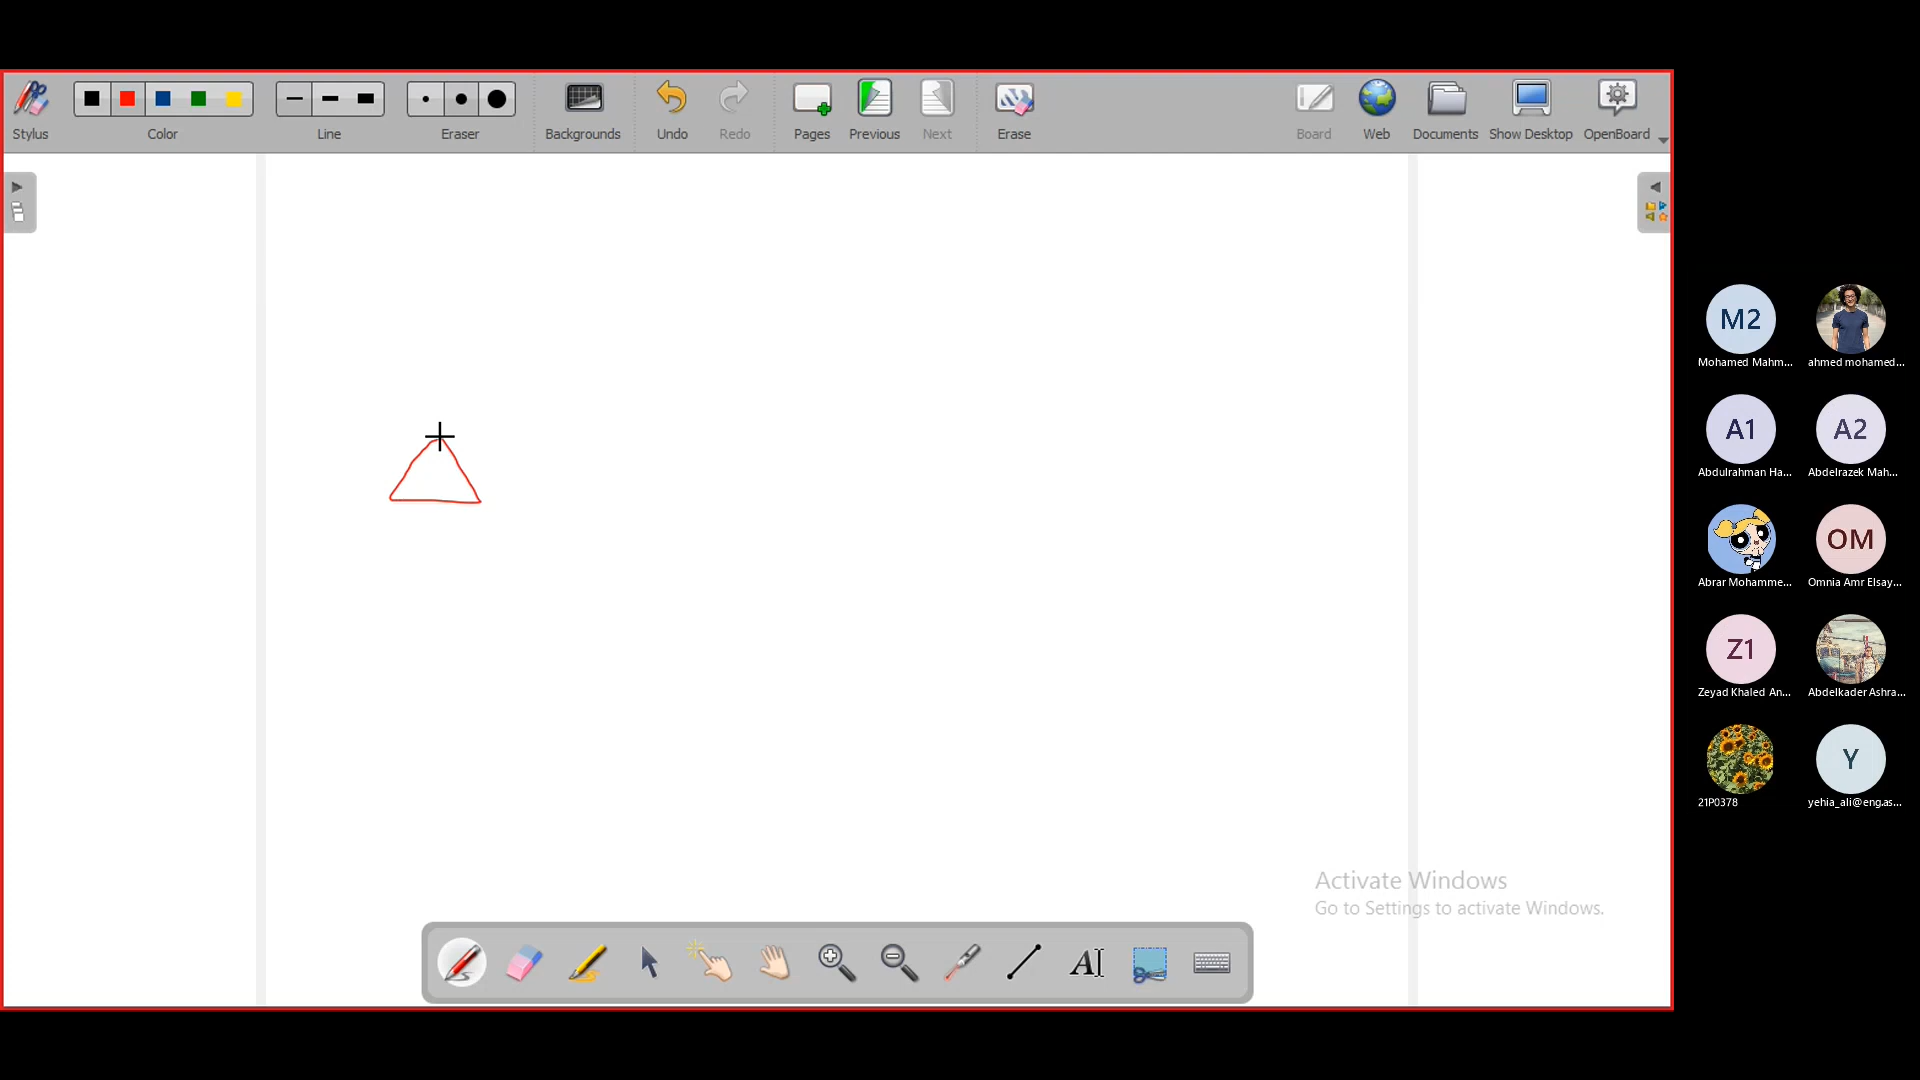 Stylus
Color
Line
Eraser
Backgrounds
Undo
Redo
Pages
Previous
Next
Erase
Board
Web
Documents
Show Desktop
OpenBoard
M2
Mohamed Mahm...
ahmed mohamed...
A1
Abdulrahman Ha...
A2
Abdelrazek Mah...
Abrar Mohamme...
OM
Omnia Amr Elsay...
Z1
Zeyad Khaled An...
Abdelkader Ashra...
21P0378
Y
yehia_ali@eng.as...
Activate Windows
Go to Settings to activate Windows.